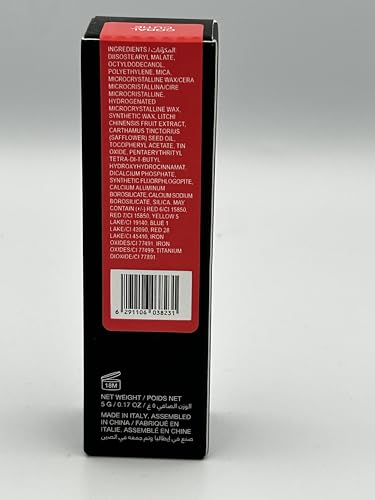 INGREDIENTS / المكونات:
DIISOSTEARYL MALATE,
OCTYLDODECANOL,
POLYETHYLENE, MICA,
MICROCRYSTALLINE WAX/CERA
MICROCRISTALLINA/CIRE
MICROCRISTALLINE,
HYDROGENATED
MICROCRYSTALLINE WAX,
SYNTHETIC WAX, LITCHI
CHINENSIS FRUIT EXTRACT,
CARTHAMUS TINCTORIUS
(SAFFLOWER) SEED OIL,
TOCOPHERYL ACETATE, TIN
OXIDE, PENTAERYTHRITYL
TETRA-DI-T-BUTYL
HYDROXYHYDROCINNAMAT,
DICALCIUM PHOSPHATE,
SYNTHETIC FLUORPHLOGOPITE,
CALCIUM ALUMINUM
BOROSILICATE, CALCIUM SODIUM
BOROSILICATE, SILICA, MAY
CONTAIN (+/-) RED 6/CI 15850,
RED 7/CI 15850, YELLOW 5
LAKE/CI 19140, BLUE 1
LAKE/CI 42090, RED 28
LAKE/CI 45410, IRON
OXIDES/CI 77491, IRON
OXIDES/CI 77499, TITANIUM
DIOXIDE/CI 77891.
6 291106 038231
18M
NET WEIGHT / POIDS NET
5 G / 0.17 OZ / الوزن الصافي 5 غ
MADE IN ITALY. ASSEMBLED
IN CHINA / FABRIQUÉ EN
ITALIE. ASSEMBLÉ EN CHINE
صنع في إيطاليا وتم جمعه في الصين